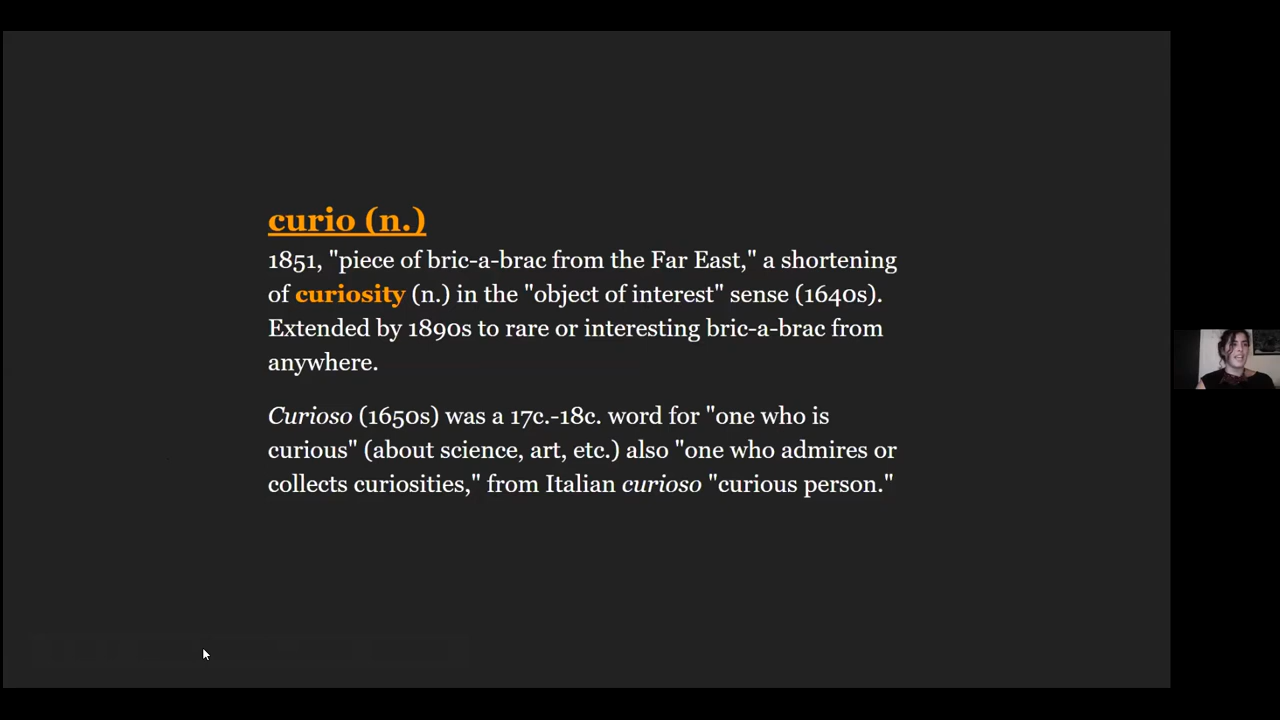 curio (n.)
1851, "piece of bric-a-brac from the Far East," a shortening
of curiosity (n.) in the "object of interest" sense (1640s).
Extended by 1890s to rare or interesting bric-a-brac from
anywhere.
Curioso (1650s) was a 17c.-18c. word for "one who is
curious" (about science, art, etc.) also "one who admires or
collects curiosities," from Italian curioso "curious person."